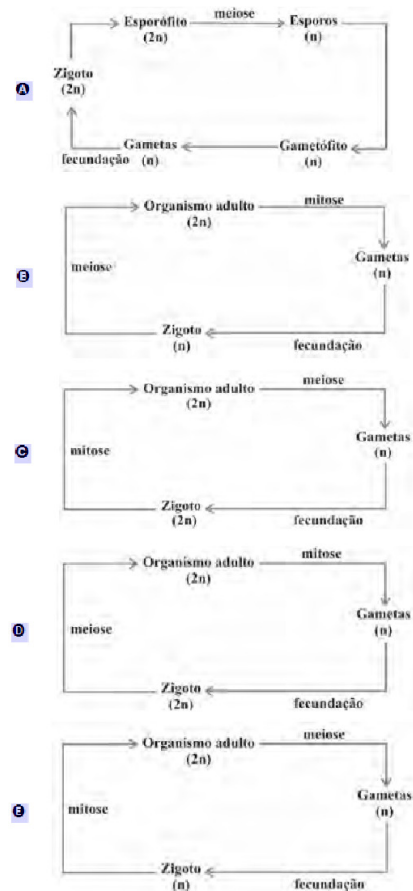 meiose
Esporófito Esporos
(2n) (n)
Zigoto
A (2n)
Gametas Gametófito
fecundação (n) (n)
Organismo adulto mitose
(2n)
Gametas
B meiose (n)
Zigoto
(n) fecundação
Organismo adulto meiose
(2n)
Gametas
C mitose (n)
Zigoto
(2n) fecundação
Organismo adulto mitose
(2n)
Gametas
D meiose (n)
Zigoto
(2n) fecundação
Organismo adulto meiose
(2n)
Gametas
E mitose (n)
Zigoto
(n) fecundação